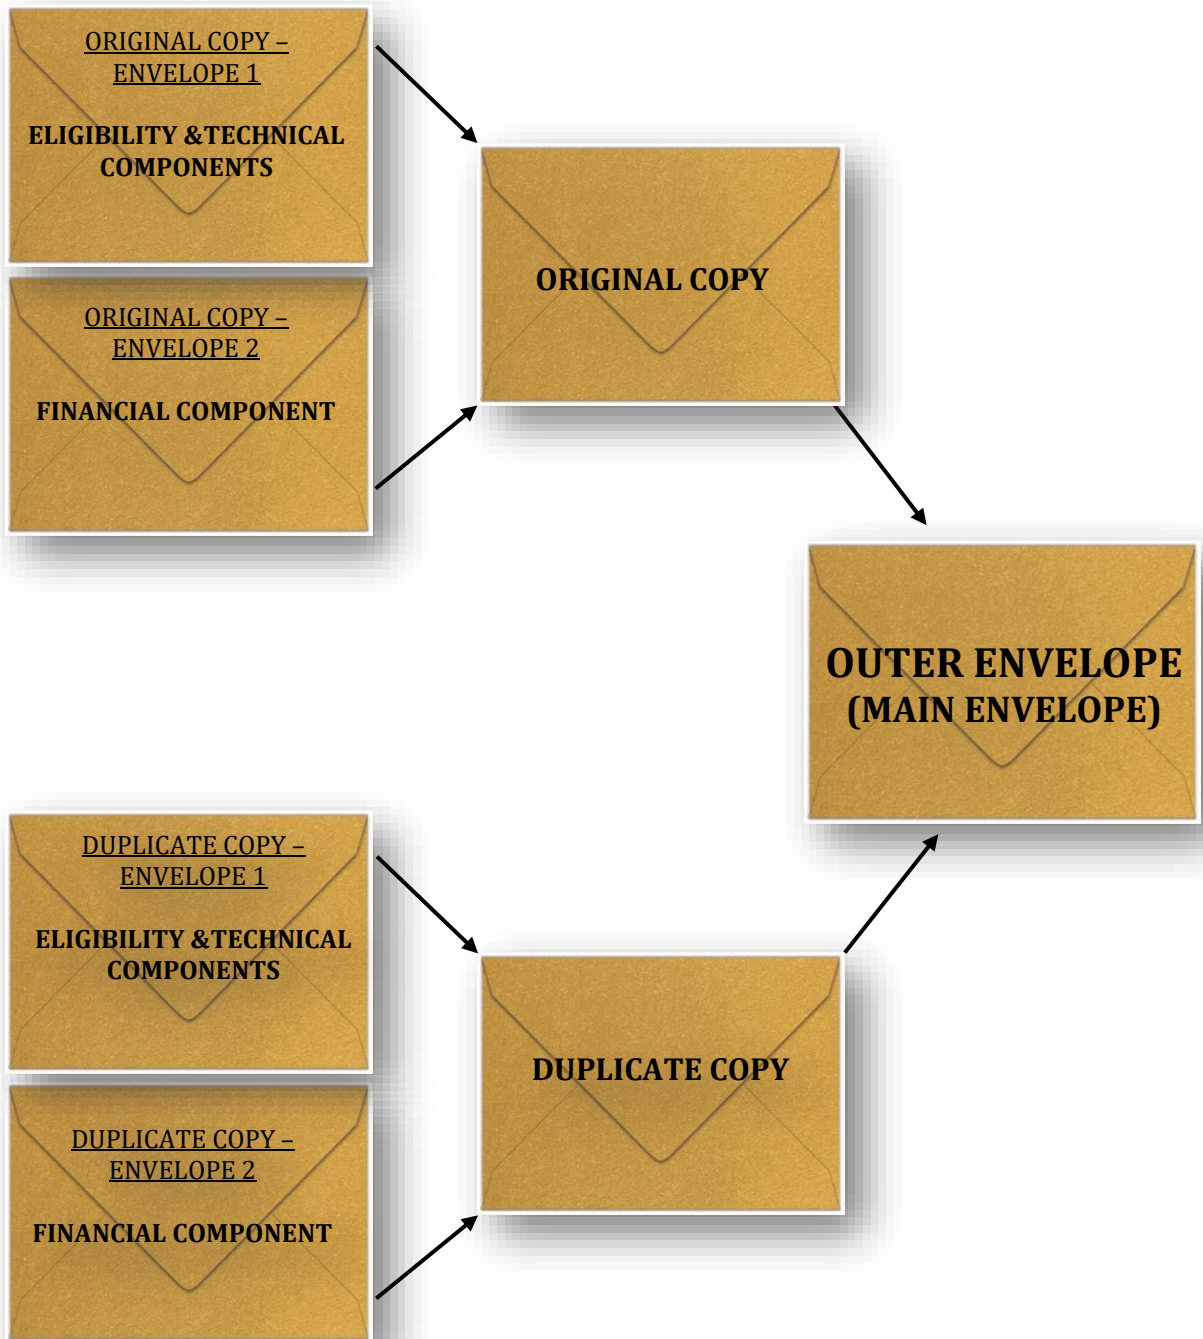 ORIGINAL COPY –
ENVELOPE 1
ELIGIBILITY &TECHNICAL
COMPONENTS
ORIGINAL COPY –
ENVELOPE 2
FINANCIAL COMPONENT
ORIGINAL COPY
OUTER ENVELOPE
(MAIN ENVELOPE)
DUPLICATE COPY –
ENVELOPE 1
ELIGIBILITY &TECHNICAL
COMPONENTS
DUPLICATE COPY –
ENVELOPE 2
FINANCIAL COMPONENT
DUPLICATE COPY